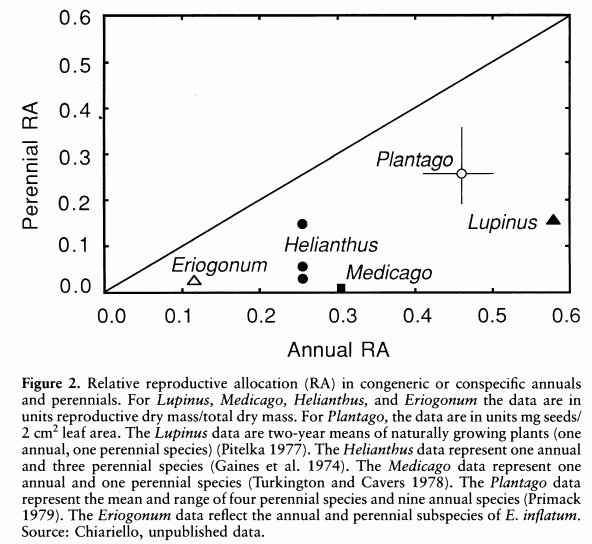 0.6
0.5
0.4
0.3
0.2
0.1
0.0
Perennial RA
Plantago
Lupinus
Helianthus
Eriogonum
Medicago
0.0 0.1 0.2 0.3 0.4 0.5 0.6
Annual RA
Figure 2. Relative reproductive allocation (RA) in congeneric or conspecific annuals
and perennials. For Lupinus, Medicago, Helianthus, and Eriogonum the data are in
units reproductive dry mass/total dry mass. For Plantago, the data are in units mg seeds/
2 cm² leaf area. The Lupinus data are two-year means of naturally growing plants (one
annual, one perennial species) (Pitelka 1977). The Helianthus data represent one annual
and three perennial species (Gaines et al. 1974). The Medicago data represent one
annual and one perennial species (Turkington and Cavers 1978). The Plantago data
represent the mean and range of four perennial species and nine annual species (Primack
1979). The Eriogonum data reflect the annual and perennial subspecies of E. inflatum.
Source: Chiariello, unpublished data.